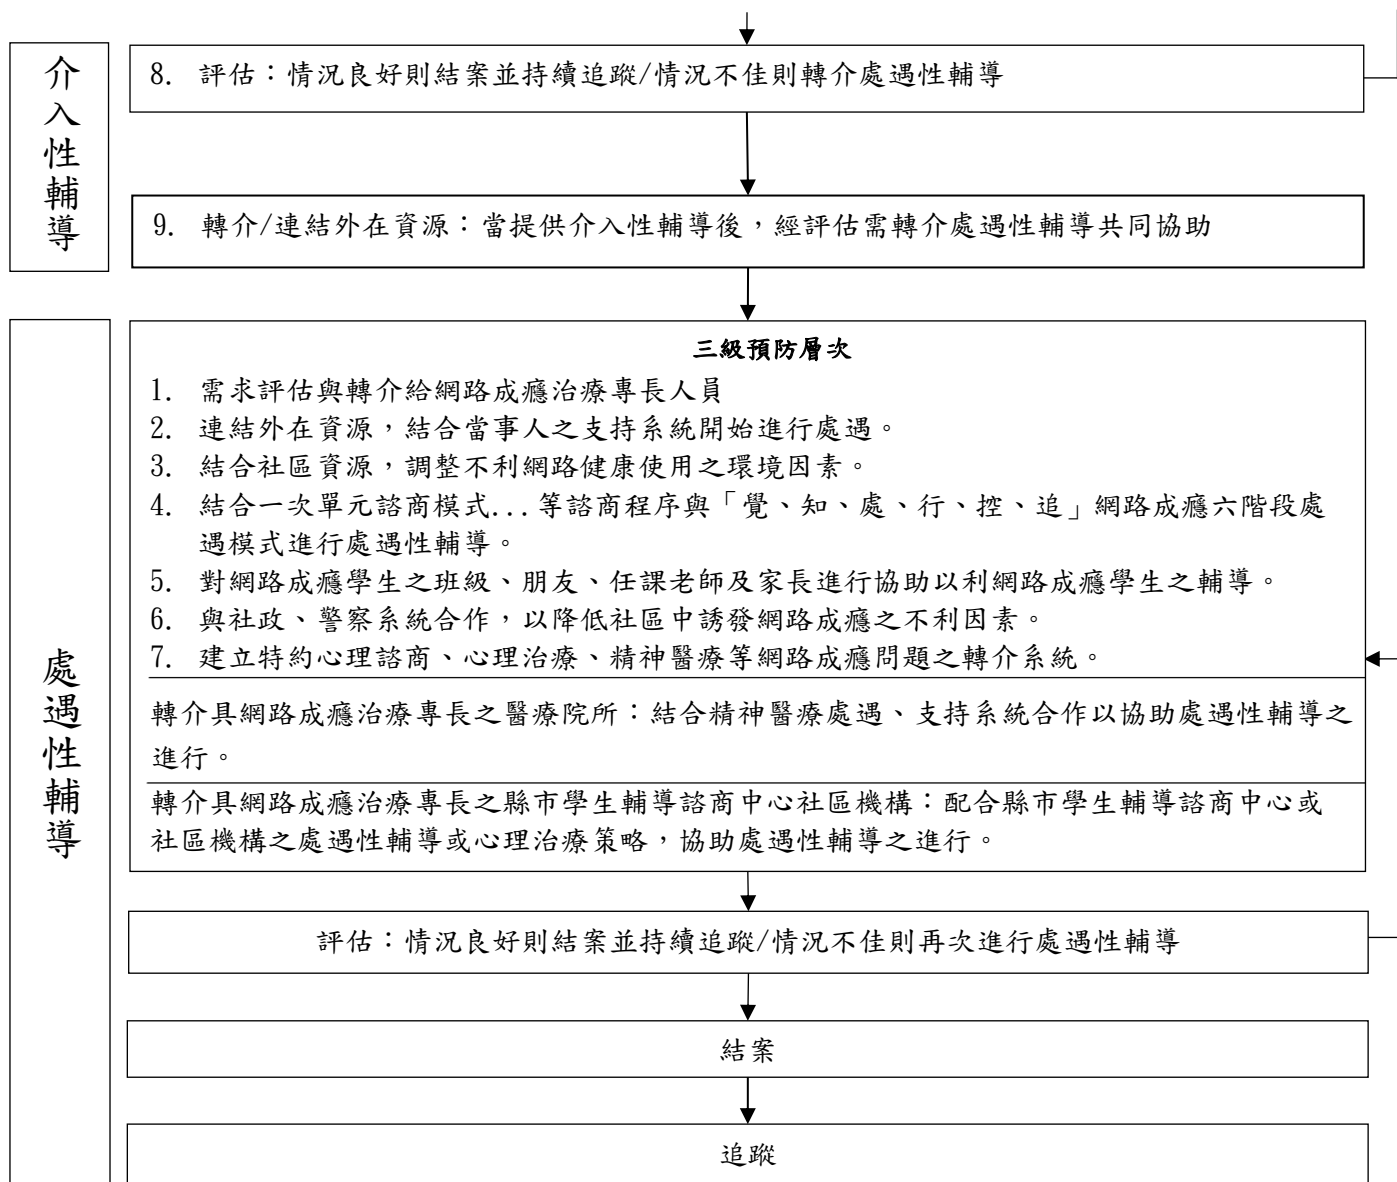 介入性輔導
8. 評估：情況良好則結案並持續追蹤/情況不佳則轉介處遇性輔導
9. 轉介/連結外在資源：當提供介入性輔導後，經評估需轉介處遇性輔導共同協助
處遇性輔導
三級預防層次
1. 需求評估與轉介給網路成癮治療專長人員
2. 連結外在資源，結合當事人之支持系統開始進行處遇。
3. 結合社區資源，調整不利網路健康使用之環境因素。
4. 結合一次單元諮商模式...等諮商程序與「覺、知、處、行、控、追」網路成癮六階段處
遇模式進行處遇性輔導。
5. 對網路成癮學生之班級、朋友、任課老師及家長進行協助以利網路成癮學生之輔導。
6. 與社政、警察系統合作，以降低社區中誘發網路成癮之不利因素。
7. 建立特約心理諮商、心理治療、精神醫療等網路成癮問題之轉介系統。
轉介具網路成癮治療專長之醫療院所：結合精神醫療處遇、支持系統合作以協助處遇性輔導之
進行。
轉介具網路成癮治療專長之縣市學生輔導諮商中心社區機構：配合縣市學生輔導諮商中心或
社區機構之處遇性輔導或心理治療策略，協助處遇性輔導之進行。
評估：情況良好則結案並持續追蹤/情況不佳則再次進行處遇性輔導
結案
追蹤